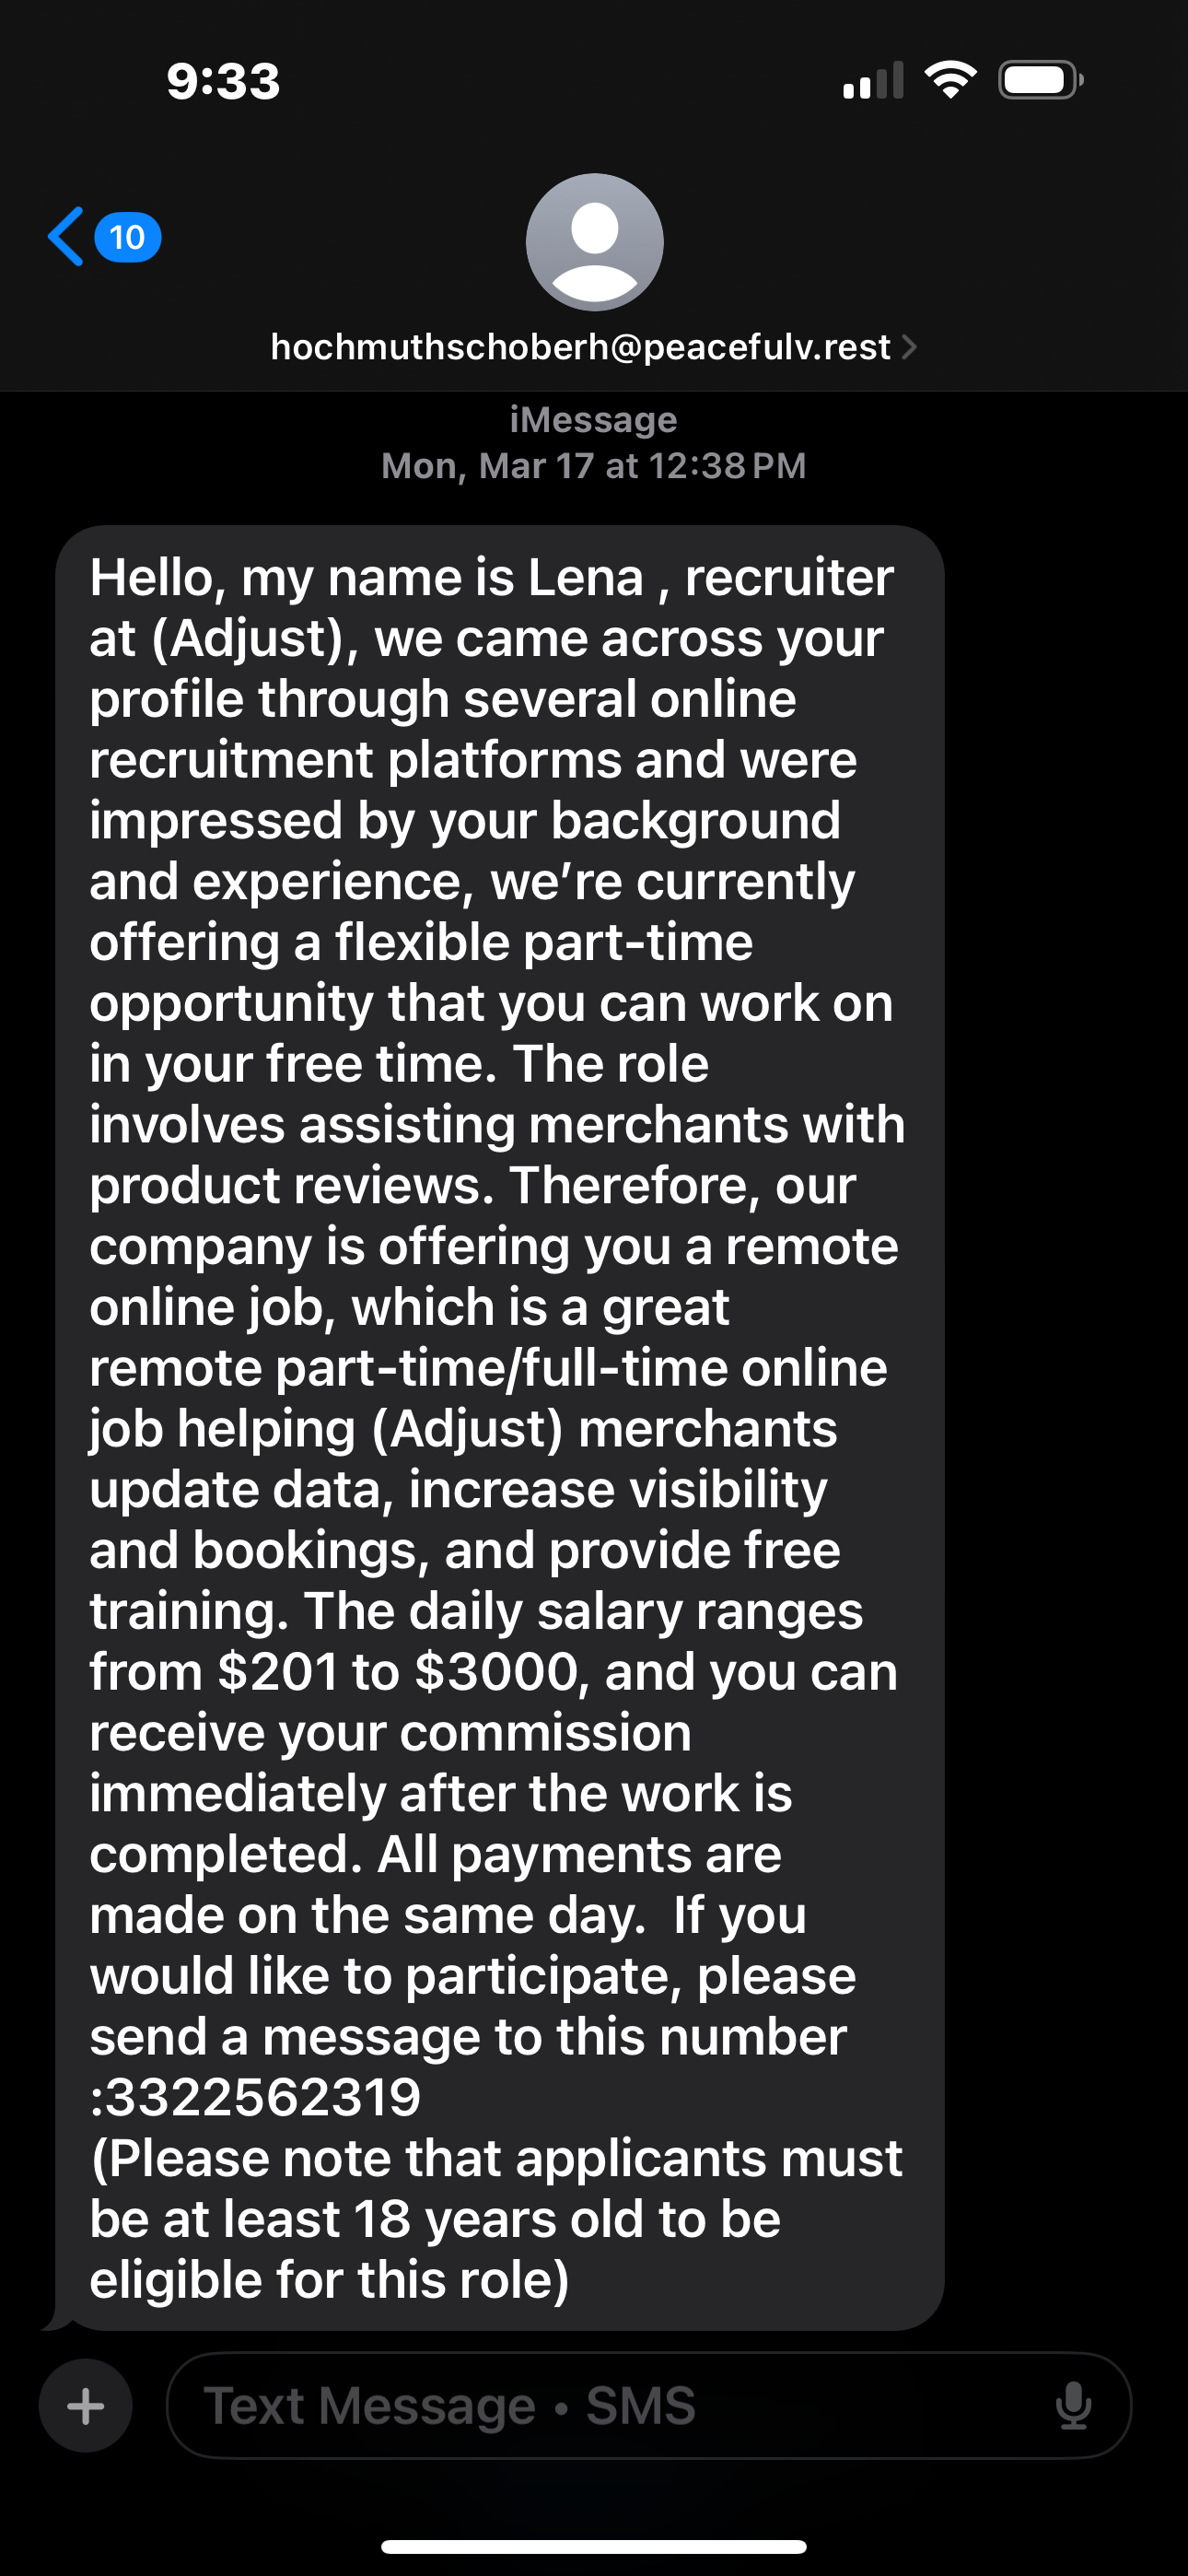 9:33
10
hochmuthschoberh@peacefulv.rest
iMessage
Mon, Mar 17 at 12:38 PM
Hello, my name is Lena , recruiter
at (Adjust), we came across your
profile through several online
recruitment platforms and were
impressed by your background
and experience, we’re currently
offering a flexible part-time
opportunity that you can work on
in your free time. The role
involves assisting merchants with
product reviews. Therefore, our
company is offering you a remote
online job, which is a great
remote part-time/full-time online
job helping (Adjust) merchants
update data, increase visibility
and bookings, and provide free
training. The daily salary ranges
from $201 to $3000, and you can
receive your commission
immediately after the work is
completed. All payments are
made on the same day.  If you
would like to participate, please
send a message to this number
:3322562319
(Please note that applicants must
be at least 18 years old to be
eligible for this role)
Text Message • SMS